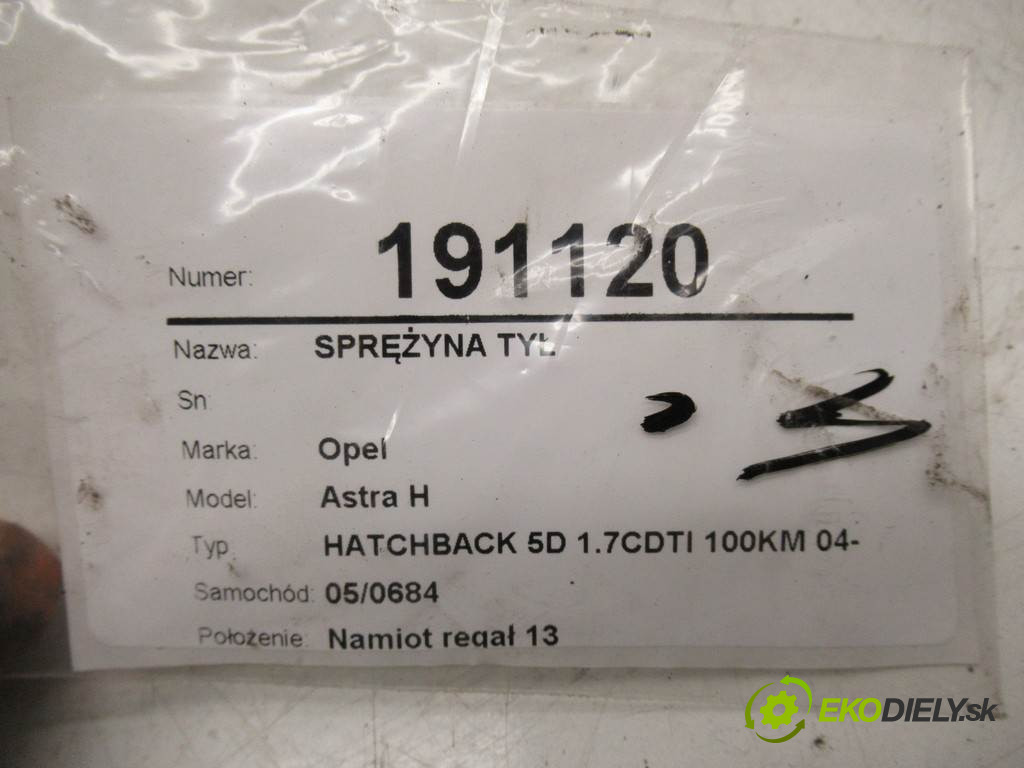 Numer: 191120
Nazwa: SPRĘŻYNA TYŁ
Sn:
Marka: Opel
Model: Astra H
Typ: HATCHBACK 5D 1.7CDTI 100KM 04-
Samochód: 05/0684
Położenie: Namiot regał 13
EKODIELY.sk